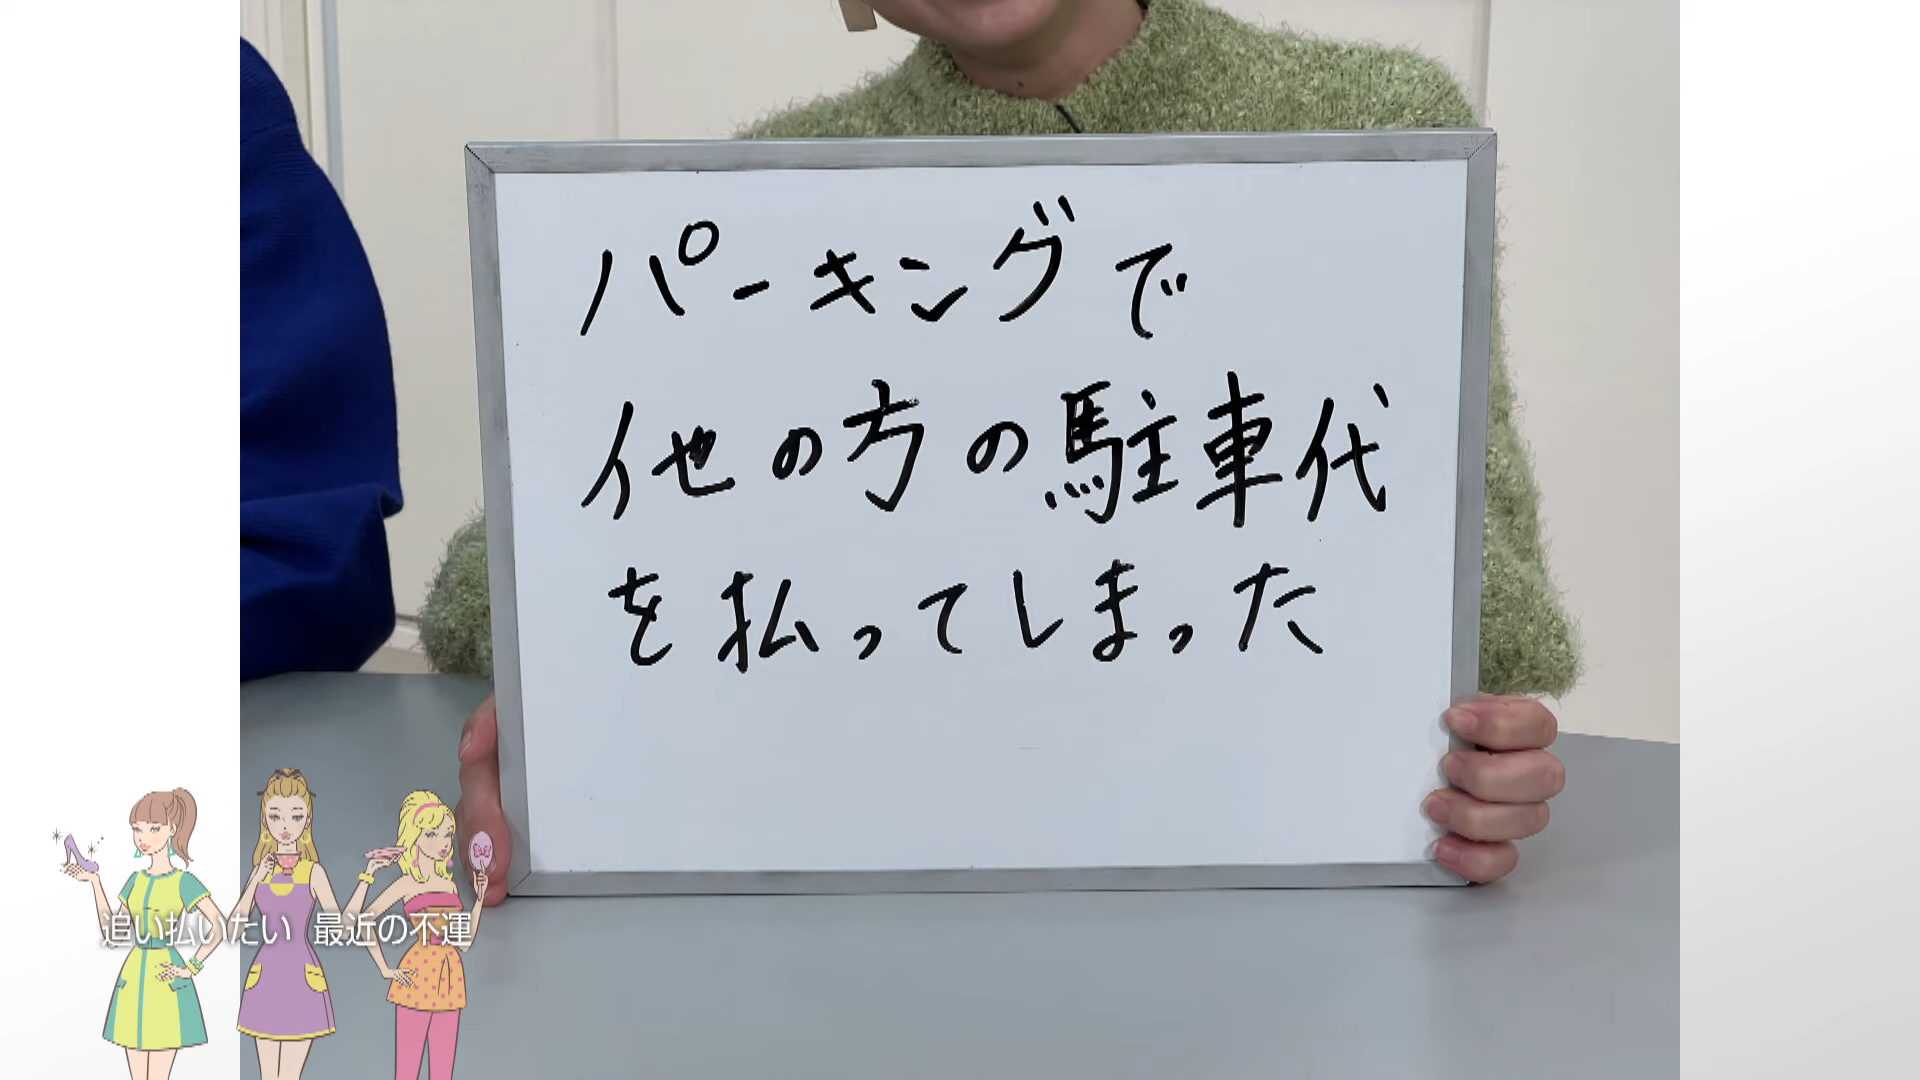 パーキングで
他の方の駐車代
を払ってしまった
追い払いたい 最近の不運